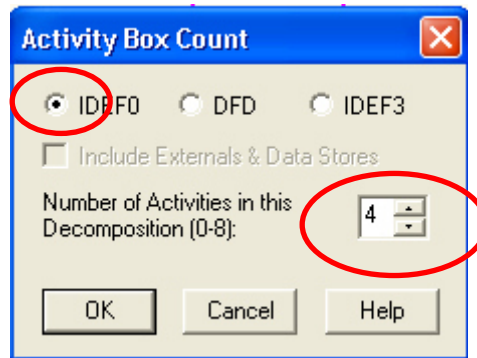 Activity Box Count
IDEF0 DFD IDEF3
Include Externals & Data Stores
Number of Activities in this
Decomposition (0-8):
4
OK Cancel Help